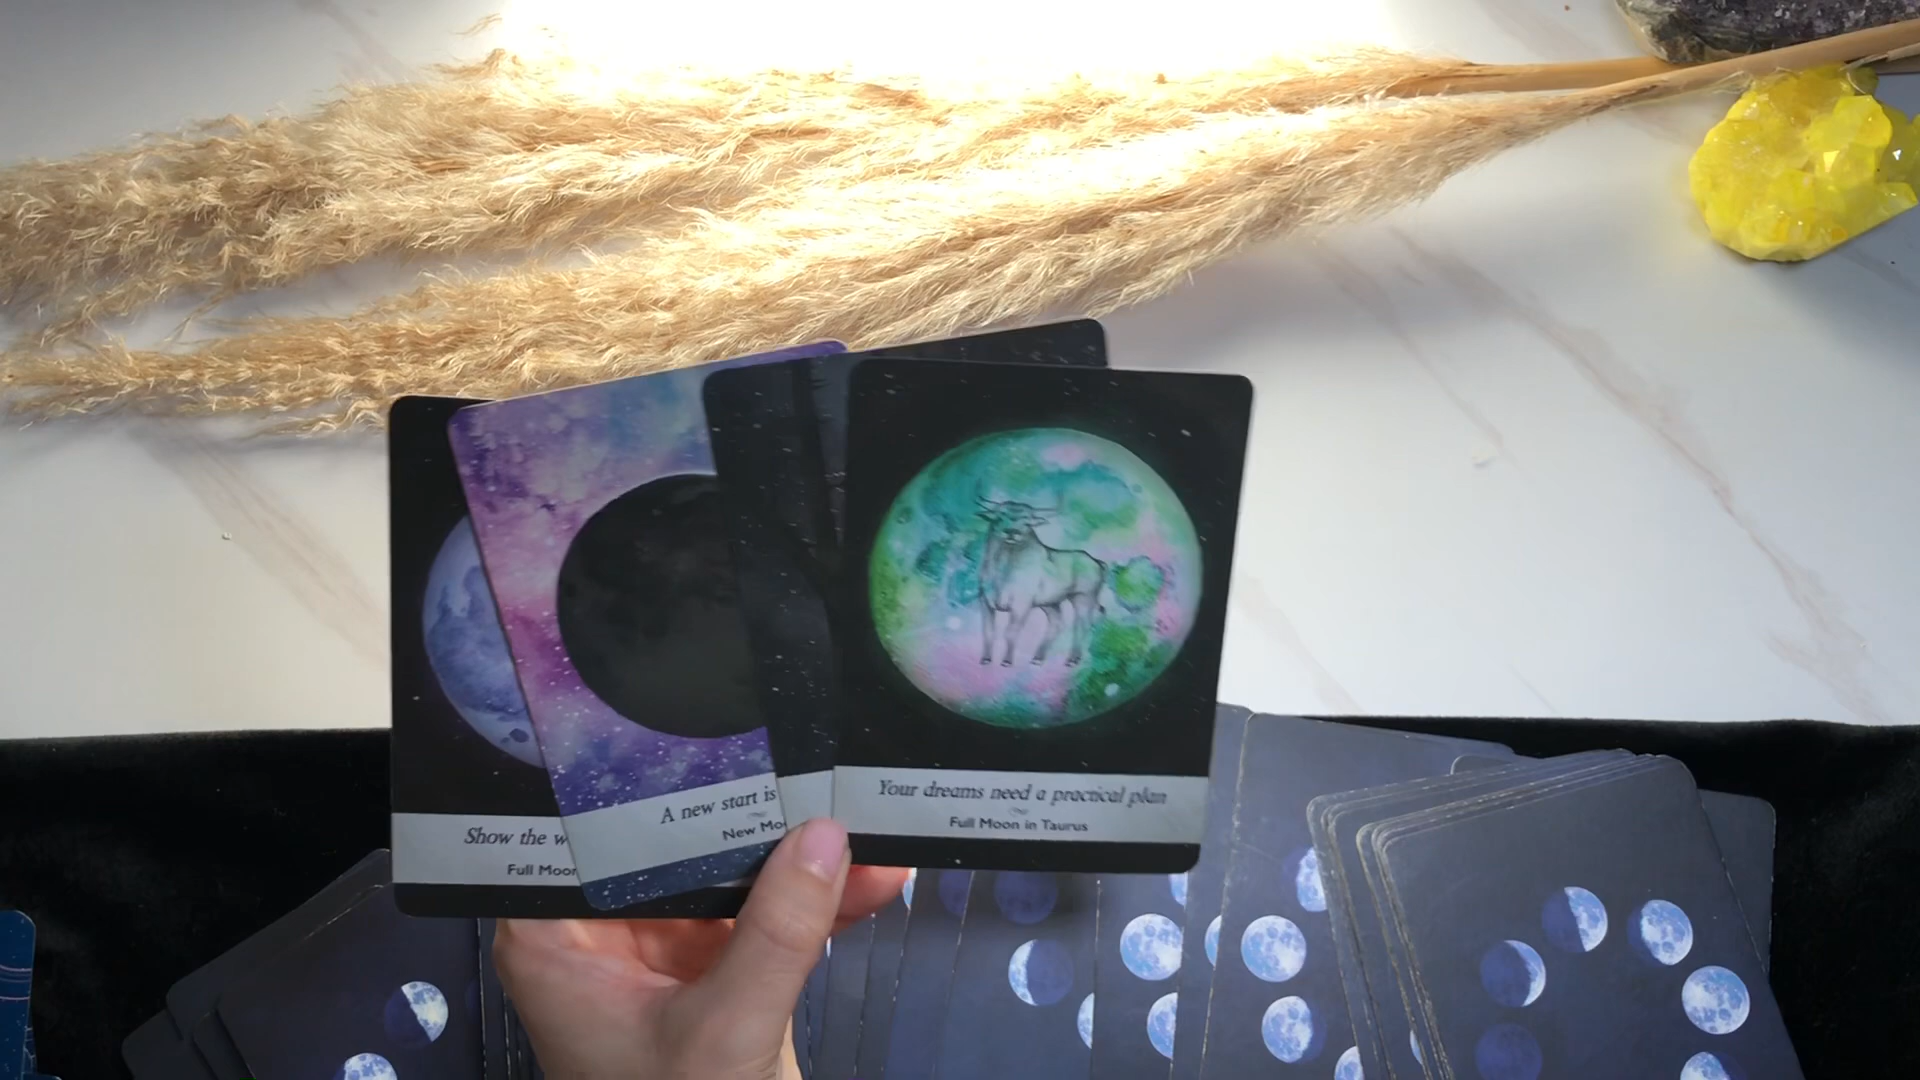 Show the w
Full Moon
A new start is
New Mo
Your dreams need a practical plan
Full Moon in Taurus